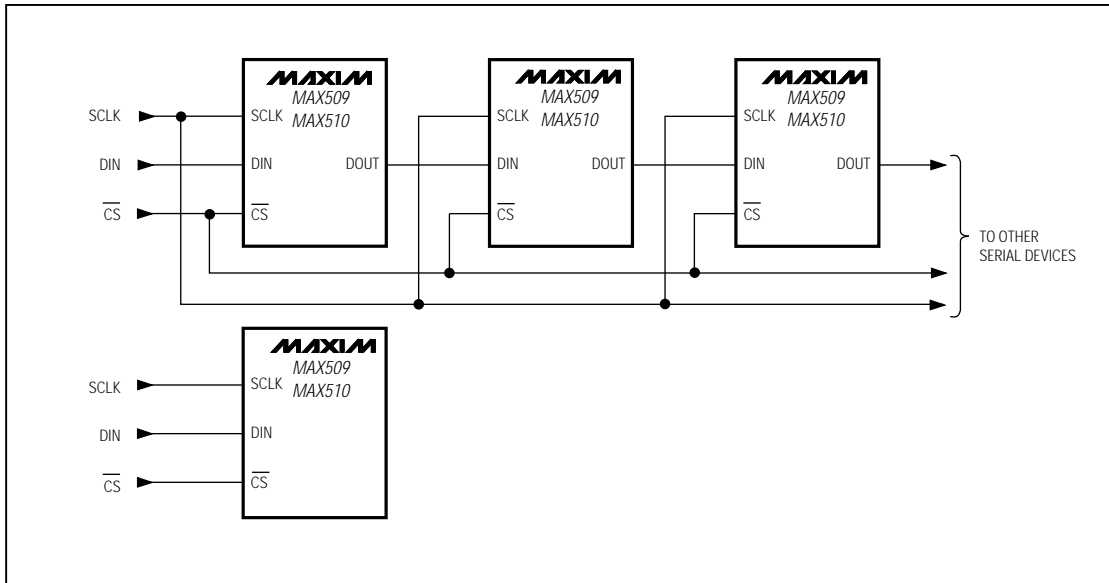 MAXIM MAXIM MAXIM
MAX509 MAX509 MAX509
SCLK SCLK MAX510 SCLK MAX510 SCLK MAX510
DIN DIN DOUT DIN DOUT DIN DOUT
CS CS CS CS
TO OTHER
SERIAL DEVICES
MAXIM
MAX509
SCLK SCLK MAX510
DIN DIN
CS CS